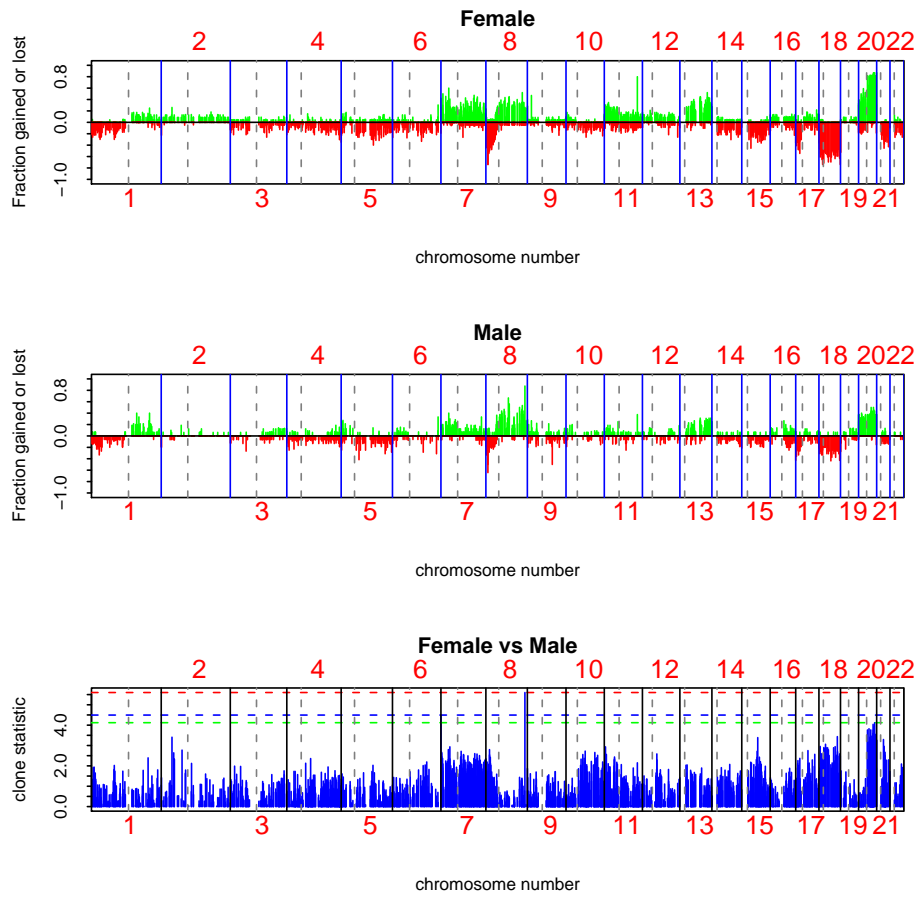 Female
2 4 6 8 10 12 14 16 18 20 22
Fraction gained or lost
0.8
0.0
−1.0
1 3 5 7 9 11 13 15 17 19 21
chromosome number
Male
2 4 6 8 10 12 14 16 18 20 22
Fraction gained or lost
0.8
0.0
−1.0
1 3 5 7 9 11 13 15 17 19 21
chromosome number
Female vs Male
2 4 6 8 10 12 14 16 18 20 22
clone statistic
4.0
2.0
0.0
1 3 5 7 9 11 13 15 17 19 21
chromosome number